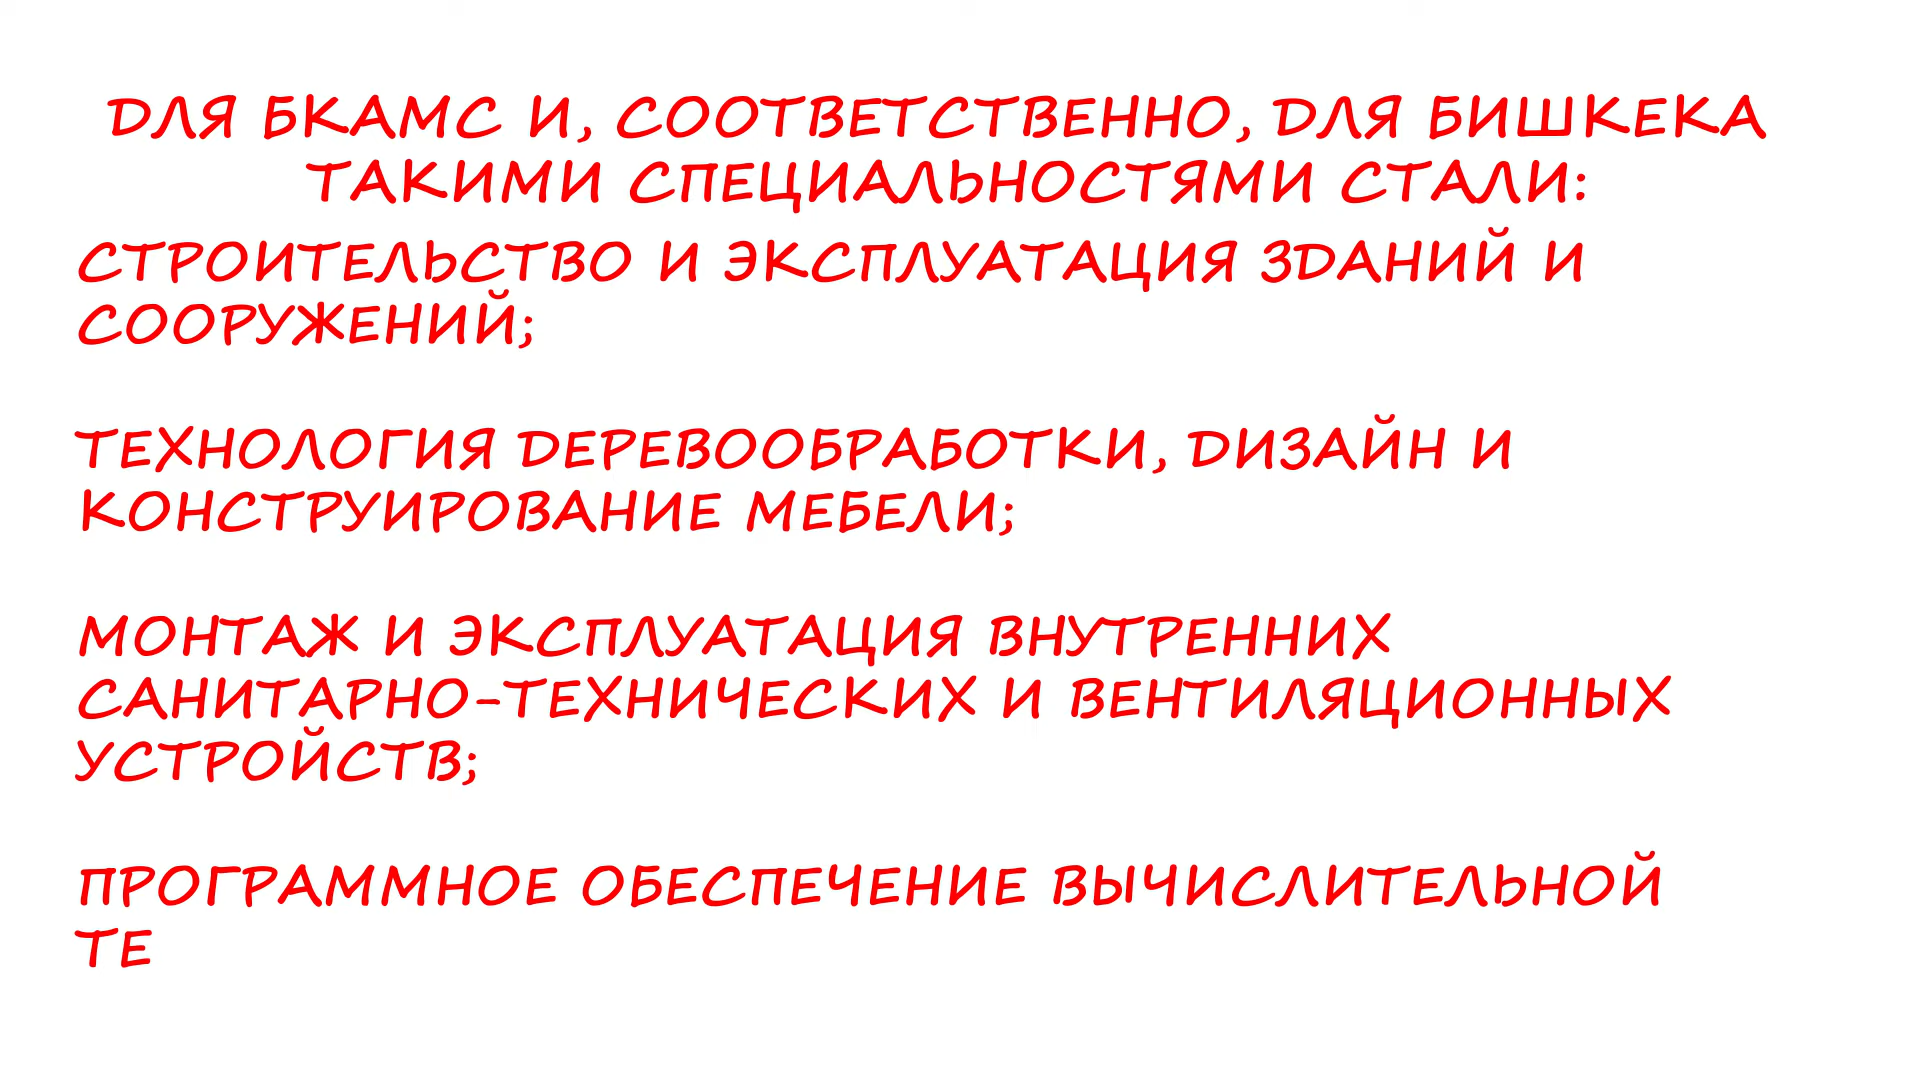 ДЛЯ БКАМС И, СООТВЕТСТВЕННО, ДЛЯ БИШКЕКА
ТАКИМИ СПЕЦИАЛЬНОСТЯМИ СТАЛИ:
СТРОИТЕЛЬСТВО И ЭКСПЛУАТАЦИЯ ЗДАНИЙ И
СООРУЖЕНИЙ;
ТЕХНОЛОГИЯ ДЕРЕВООБРАБОТКИ, ДИЗАЙН И
КОНСТРУИРОВАНИЕ МЕБЕЛИ;
МОНТАЖ И ЭКСПЛУАТАЦИЯ ВНУТРЕННИХ
САНИТАРНО-ТЕХНИЧЕСКИХ И ВЕНТИЛЯЦИОННЫХ
УСТРОЙСТВ;
ПРОГРАММНОЕ ОБЕСПЕЧЕНИЕ ВЫЧИСЛИТЕЛЬНОЙ
ТЕ